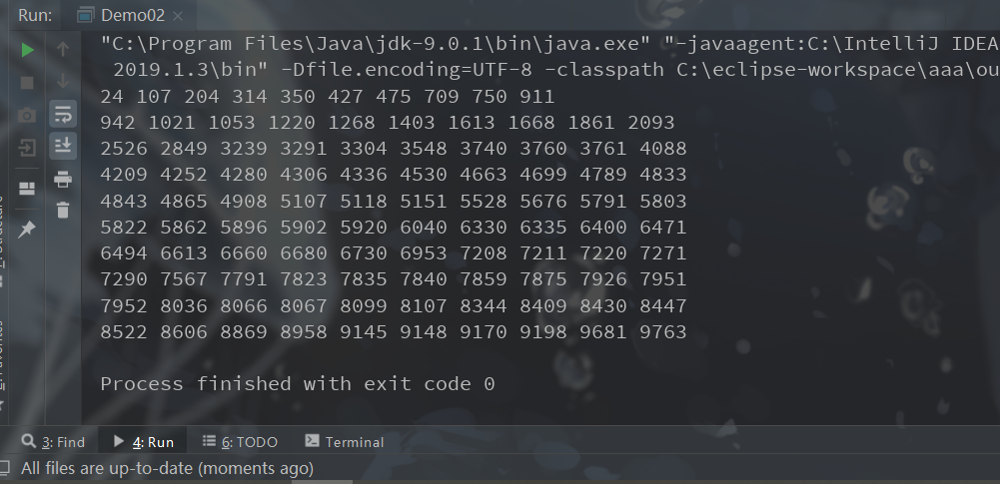 Run: Demo02
"C:\Program Files\Java\jdk-9.0.1\bin\java.exe" "-javaagent:C:\IntelliJ IDEA
2019.1.3\bin" -Dfile.encoding=UTF-8 -classpath C:\eclipse-workspace\aaa\ou
24 107 204 314 350 427 475 709 750 911
942 1021 1053 1220 1268 1403 1613 1668 1861 2093
2526 2849 3239 3291 3304 3548 3740 3760 3761 4088
4209 4252 4280 4306 4336 4530 4663 4699 4789 4833
4843 4865 4908 5107 5118 5151 5528 5676 5791 5803
5822 5862 5896 5902 5920 6040 6330 6335 6400 6471
6494 6613 6660 6680 6730 6953 7208 7211 7220 7271
7290 7567 7791 7823 7835 7840 7859 7875 7926 7951
7952 8036 8066 8067 8099 8107 8344 8409 8430 8447
8522 8606 8869 8958 9145 9148 9170 9198 9681 9763
Process finished with exit code 0
3: Find 4: Run 6: TODO Terminal
All files are up-to-date (moments ago)